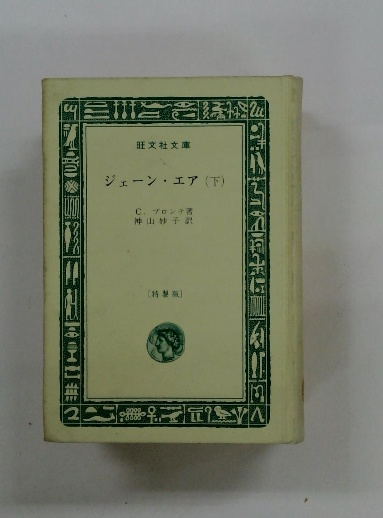 旺文社文庫
ジェーン・エア(下)
C. ブロンテ著
神山妙子訳
[特製版]